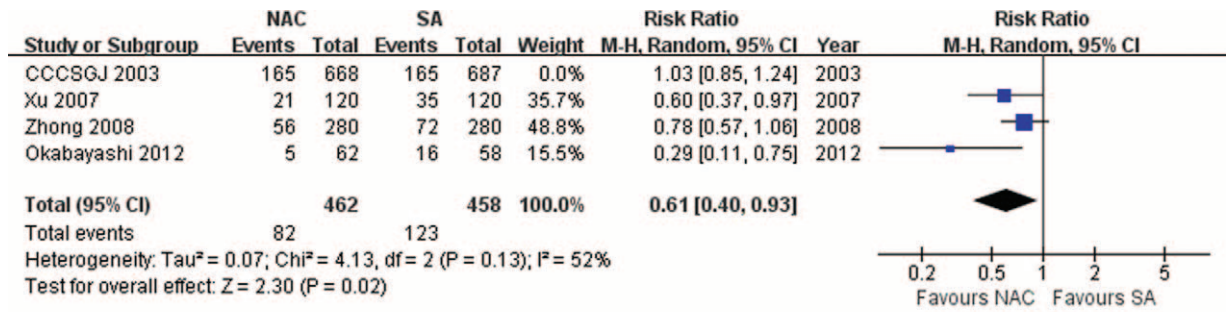 NAC SA Risk Ratio Risk Ratio
Study or Subgroup Events Total Events Total Weight M-H, Random, 95% CI Year M-H, Random, 95% CI
CCCSGJ 2003 165 668 165 687 0.0% 1.03 [0.85, 1.24] 2003
Xu 2007 21 120 35 120 35.7% 0.60 [0.37, 0.97] 2007
Zhong 2008 56 280 72 280 48.8% 0.78 [0.57, 1.06] 2008
Okabayashi 2012 5 62 16 58 15.5% 0.29 [0.11, 0.75] 2012
Total (95% CI) 462 458 100.0% 0.61 [0.40, 0.93]
Total events 82 123
Heterogeneity: Tau² = 0.07; Chi² = 4.13, df = 2 (P = 0.13); I² = 52%
Test for overall effect: Z = 2.30 (P = 0.02)
0.2 0.5 1 2 5
Favours NAC Favours SA